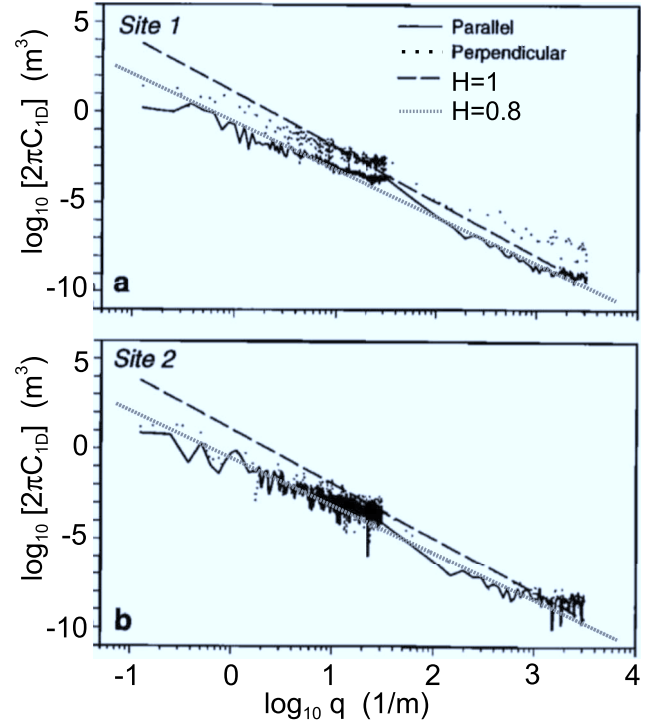 Site 1
Parallel
Perpendicular
H=1
H=0.8
log₁₀ [2πC₁D] (m³)
5
0
-5
-10
a
Site 2
log₁₀ [2πC₁D] (m³)
5
0
-5
-10
b
-1 0 1 2 3 4
log₁₀ q (1/m)